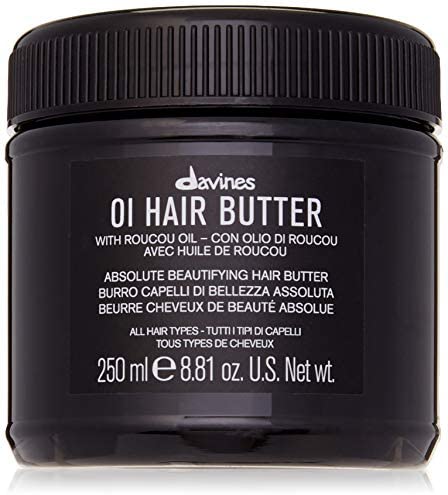 davines
OI HAIR BUTTER
WITH ROUCOU OIL – CON OLIO DI ROUCOU
AVEC HUILE DE ROUCOU
ABSOLUTE BEAUTIFYING HAIR BUTTER
BURRO CAPELLI DI BELLEZZA ASSOLUTA
BEURRE CHEVEUX DE BEAUTÉ ABSOLUE
ALL HAIR TYPES - TUTTI I TIPI DI CAPELLI
TOUS TYPES DE CHEVEUX
250 ml ℮ 8.81 oz. U.S. Net wt.